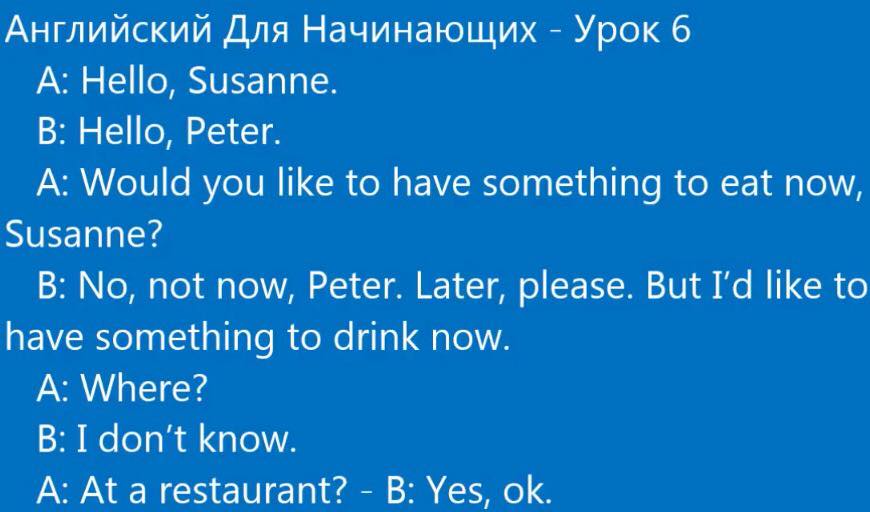 Английский Для Начинающих - Урок 6
A: Hello, Susanne.
B: Hello, Peter.
A: Would you like to have something to eat now,
Susanne?
B: No, not now, Peter. Later, please. But I’d like to
have something to drink now.
A: Where?
B: I don’t know.
A: At a restaurant? - B: Yes, ok.